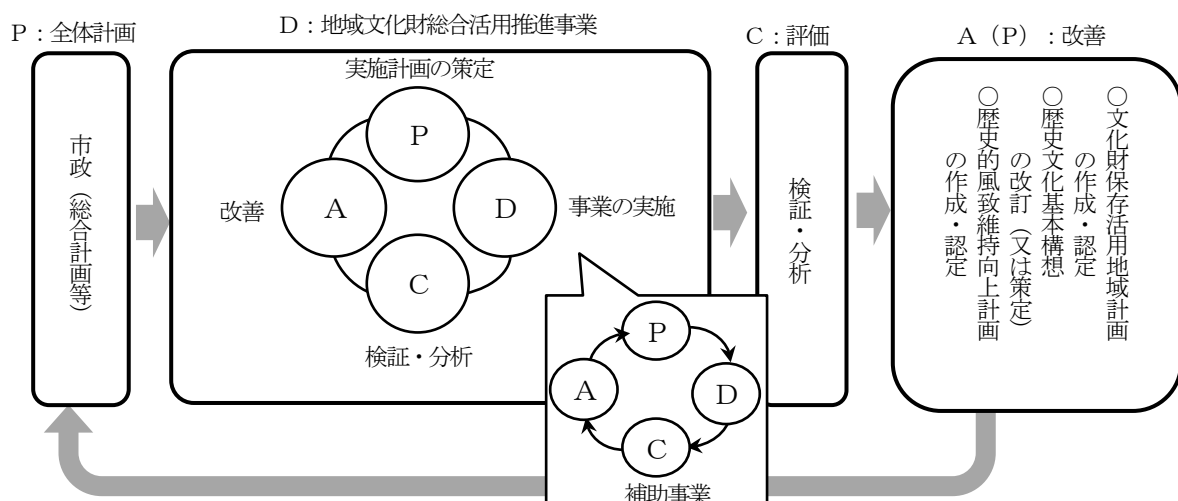 P:全体計画
市政(総合計画等)
D:地域文化財総合活用推進事業
実施計画の策定
P
A
D
C
改善
事業の実施
検証・分析
P
A
D
C
補助事業
C:評価
検証・分析
A(P):改善
○文化財保存活用地域計画
の作成・認定
○歴史文化基本構想
の改訂(又は策定)
○歴史的風致維持向上計画
の作成・認定